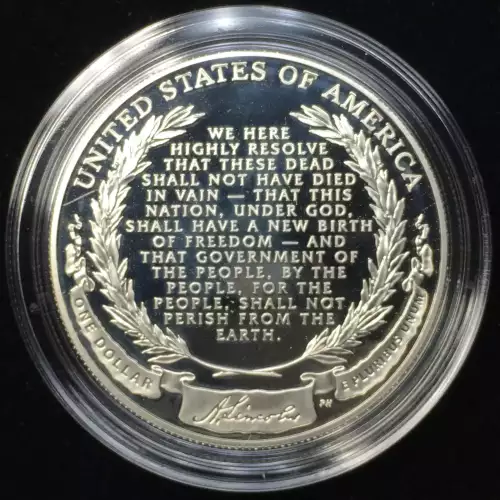 UNITED STATES OF AMERICA
WE HERE
HIGHLY RESOLVE
THAT THESE DEAD
SHALL NOT HAVE DIED
IN VAIN — THAT THIS
NATION, UNDER GOD,
SHALL HAVE A NEW BIRTH
OF FREEDOM — AND
THAT GOVERNMENT OF
THE PEOPLE, BY THE
PEOPLE, FOR THE
PEOPLE, SHALL NOT
PERISH FROM THE
EARTH.
ONE DOLLAR
A. Lincoln
PH
E PLURIBUS UNUM